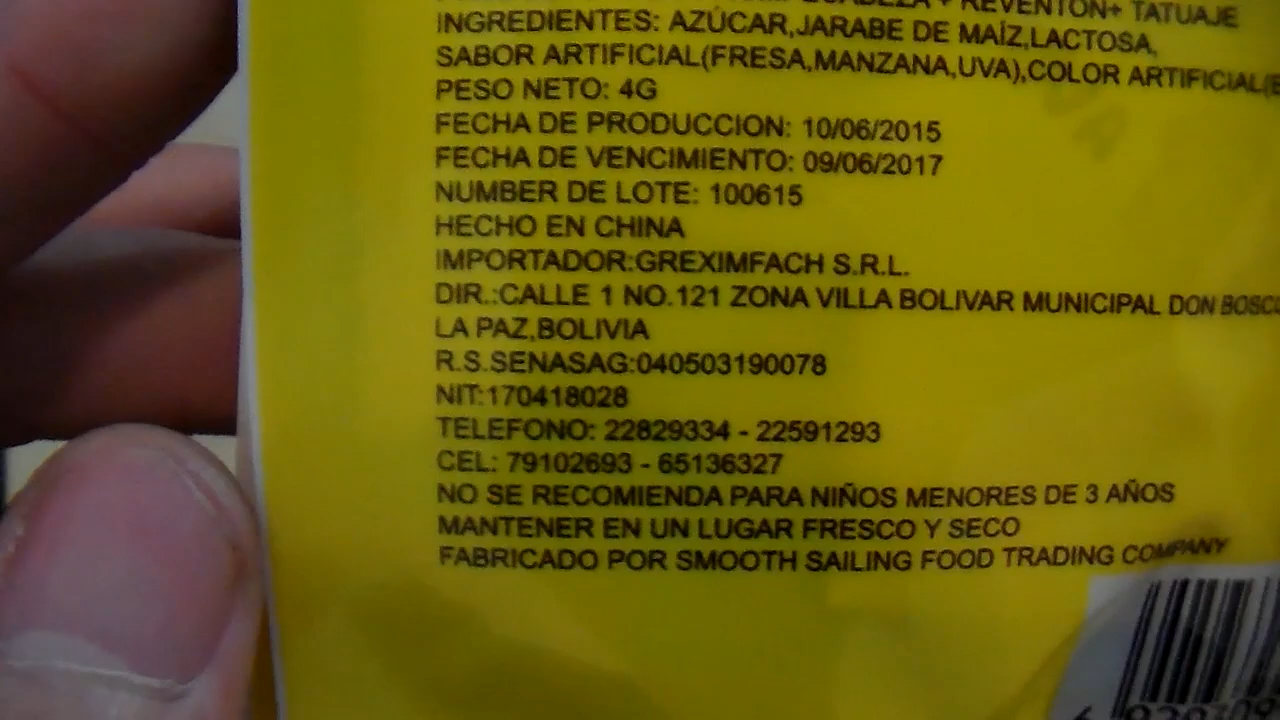 REVENTON+ TATUAJE
INGREDIENTES: AZÚCAR,JARABE DE MAÍZ,LACTOSA,
SABOR ARTIFICIAL(FRESA,MANZANA,UVA),COLOR ARTIFICIAL(
PESO NETO: 4G
FECHA DE PRODUCCION: 10/06/2015
FECHA DE VENCIMIENTO: 09/06/2017
NUMBER DE LOTE: 100615
HECHO EN CHINA
IMPORTADOR:GREXIMFACH S.R.L.
DIR.:CALLE 1 NO.121 ZONA VILLA BOLIVAR MUNICIPAL DON BOSC
LA PAZ,BOLIVIA
R.S.SENASAG:040503190078
NIT:170418028
TELEFONO: 22829334 - 22591293
CEL: 79102693 - 65136327
NO SE RECOMIENDA PARA NIÑOS MENORES DE 3 AÑOS
MANTENER EN UN LUGAR FRESCO Y SECO
FABRICADO POR SMOOTH SAILING FOOD TRADING COMPANY